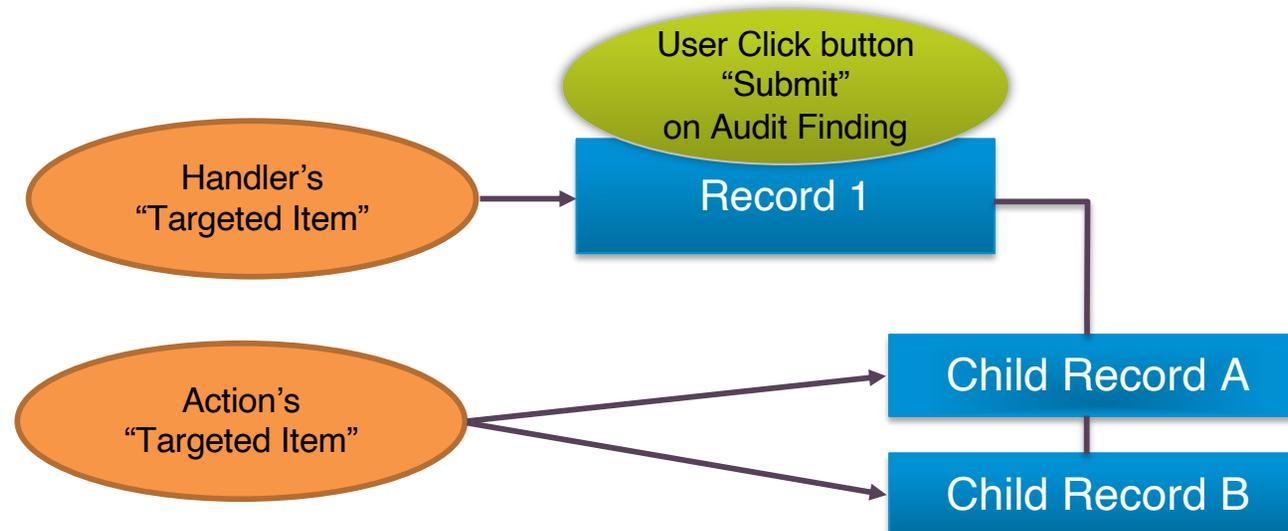 User Click button
“Submit”
on Audit Finding
Handler’s
“Targeted Item”
Record 1
Child Record A
Action’s
“Targeted Item”
Child Record B